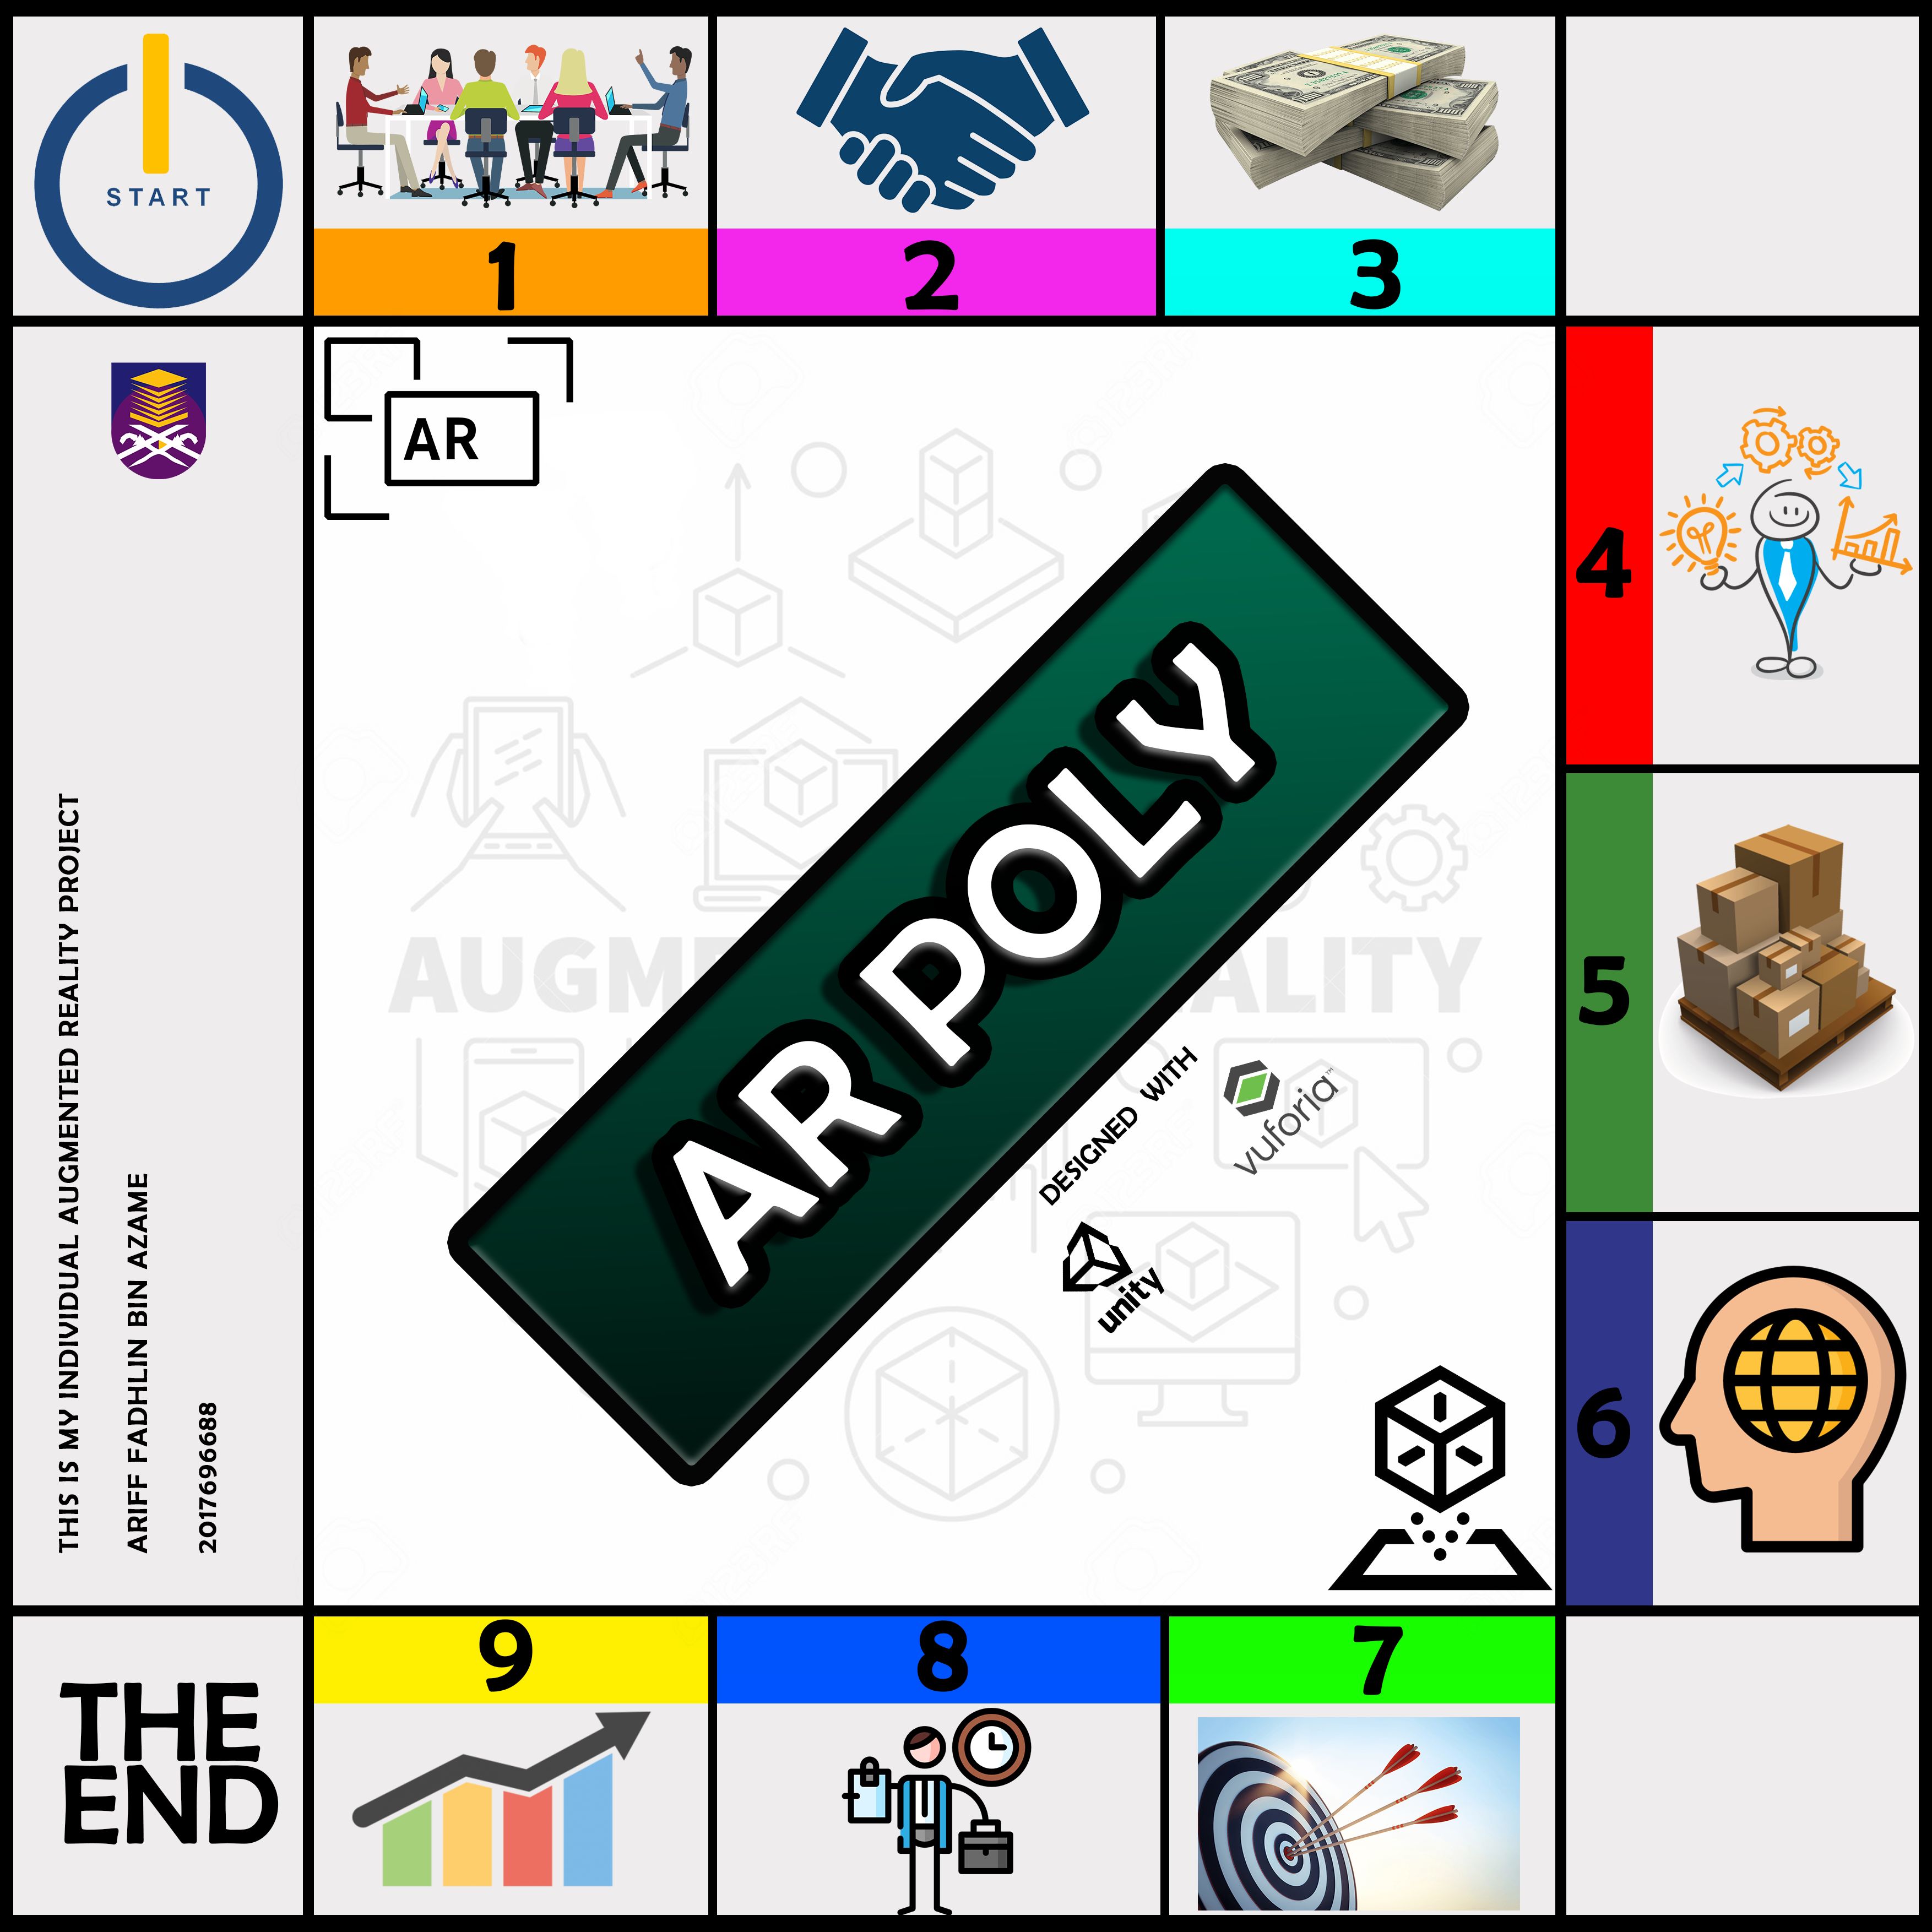 START
1
2
3
AR
4
THIS IS MY INDIVIDUAL AUGMENTED REALITY PROJECT
ARIFF FADHLIN BIN AZAME
2017696688
AR POLY
5
DESIGNED WITH
vuforia™
unity
6
THE
END
9
8
7